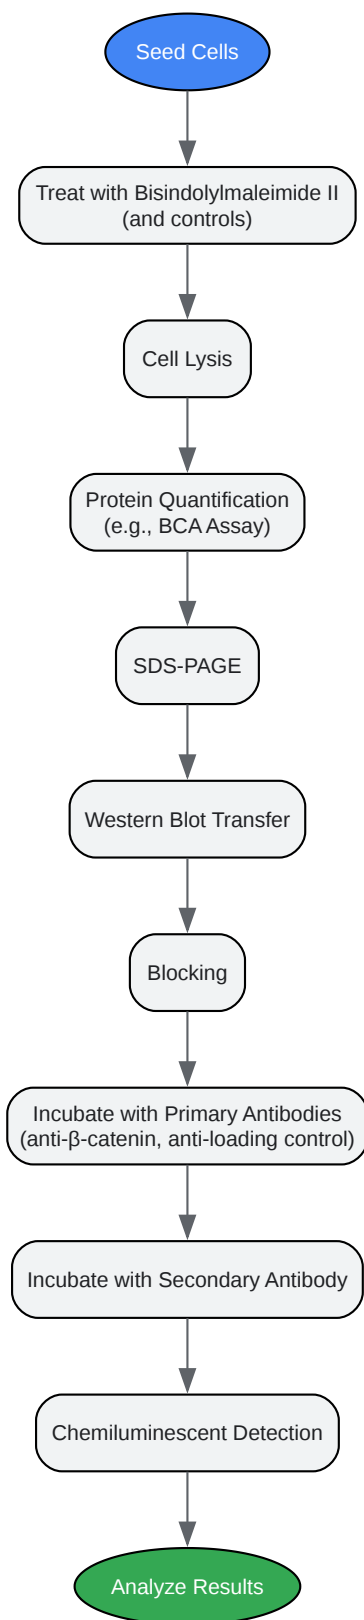 Seed Cells
Treat with Bisindolylmaleimide II
(and controls)
Cell Lysis
Protein Quantification
(e.g., BCA Assay)
SDS-PAGE
Western Blot Transfer
Blocking
Incubate with Primary Antibodies
(anti-β-catenin, anti-loading control)
Incubate with Secondary Antibody
Chemiluminescent Detection
Analyze Results